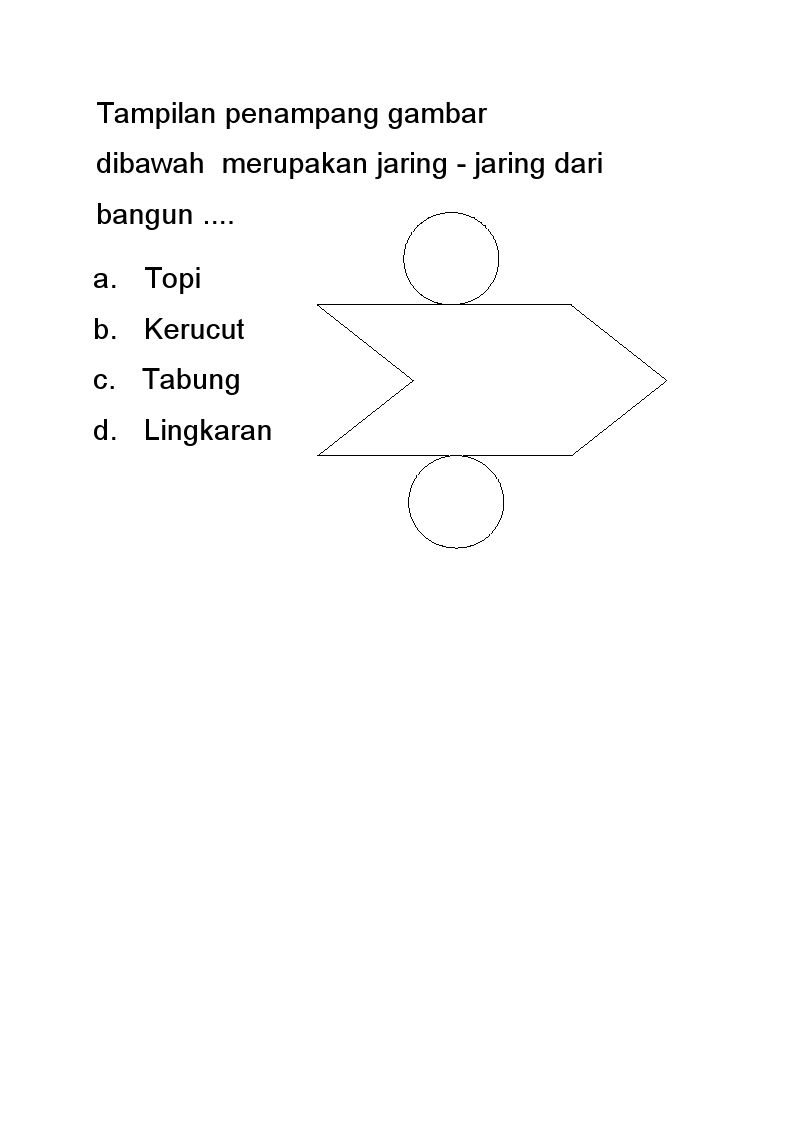 Tampilan penampang gambar
dibawah  merupakan jaring - jaring dari
bangun ....
a. Topi
b. Kerucut
c. Tabung
d. Lingkaran